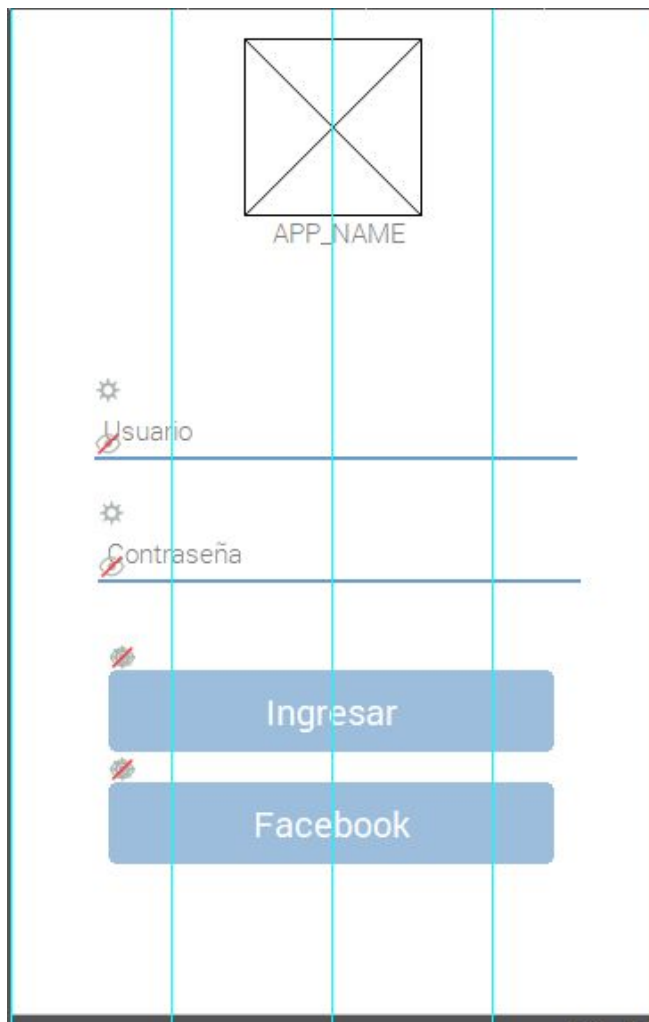 APP_NAME
Usuario
Contraseña
Ingresar
Facebook